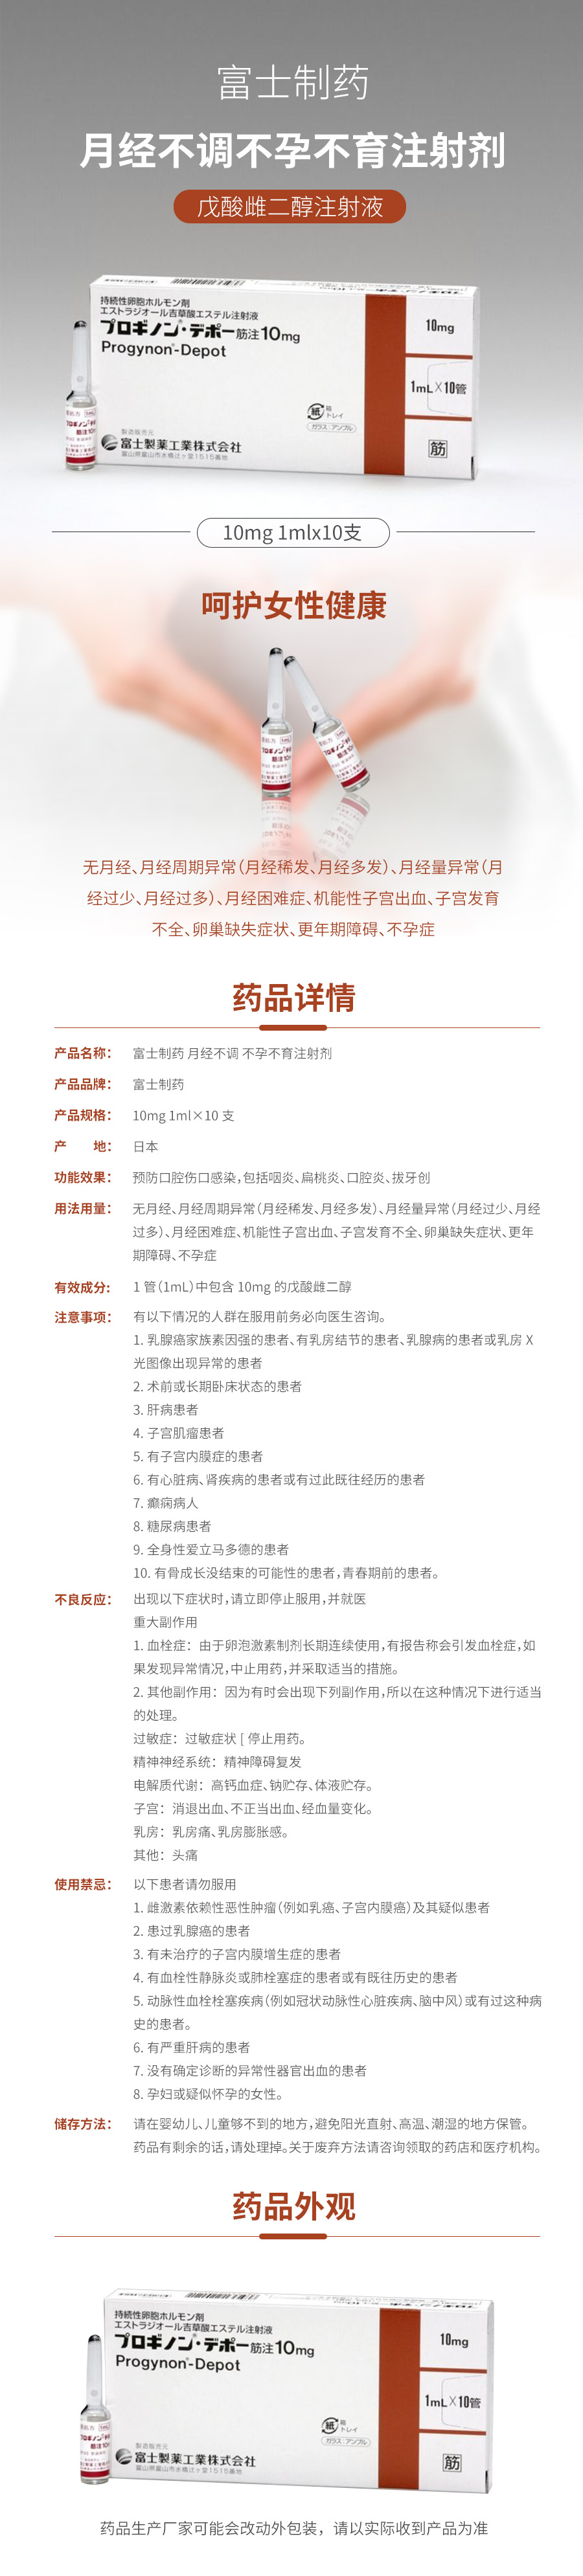 富士制药
月经不调不孕不育注射剂
戊酸雌二醇注射液
持続性卵胞ホルモン剤
エストラジオール吉草酸エステル注射液
プロギノン・デポー筋注10mg
Progynon-Depot
10mg
1mL×10管
紙 箱
トレイ
ガラス アンプル
筋
製造販売元
富士製薬工業株式会社
富山県富山市水橋辻ヶ堂1515番地
10mg 1mlx10支
呵护女性健康
无月经、月经周期异常(月经稀发、月经多发)、月经量异常(月
经过少、月经过多)、月经困难症、机能性子宫出血、子宫发育
不全、卵巢缺失症状、更年期障碍、不孕症
药品详情
产品名称: 富士制药 月经不调 不孕不育注射剂
产品品牌: 富士制药
产品规格: 10mg 1ml×10 支
产 地: 日本
功能效果: 预防口腔伤口感染,包括咽炎、扁桃炎、口腔炎、拔牙创
用法用量: 无月经、月经周期异常(月经稀发、月经多发)、月经量异常(月经过少、月经
过多)、月经困难症、机能性子宫出血、子宫发育不全、卵巢缺失症状、更年
期障碍、不孕症
有效成分: 1 管(1mL)中包含 10mg 的戊酸雌二醇
注意事项: 有以下情况的人群在服用前务必向医生咨询。
1. 乳腺癌家族素因强的患者、有乳房结节的患者、乳腺病的患者或乳房 X
光图像出现异常的患者
2. 术前或长期卧床状态的患者
3. 肝病患者
4. 子宫肌瘤患者
5. 有子宫内膜症的患者
6. 有心脏病、肾疾病的患者或有过此既往经历的患者
7. 癫痫病人
8. 糖尿病患者
9. 全身性爱立马多德的患者
10. 有骨成长没结束的可能性的患者,青春期前的患者。
不良反应: 出现以下症状时,请立即停止服用,并就医
重大副作用
1. 血栓症: 由于卵泡激素制剂长期连续使用,有报告称会引发血栓症,如
果发现异常情况,中止用药,并采取适当的措施。
2. 其他副作用: 因为有时会出现下列副作用,所以在这种情况下进行适当
的处理。
过敏症: 过敏症状 [ 停止用药。
精神神经系统: 精神障碍复发
电解质代谢: 高钙血症、钠贮存、体液贮存。
子宫: 消退出血、不正当出血、经血量变化。
乳房: 乳房痛、乳房膨胀感。
其他: 头痛
使用禁忌: 以下患者请勿服用
1. 雌激素依赖性恶性肿瘤(例如乳癌、子宫内膜癌)及其疑似患者
2. 患过乳腺癌的患者
3. 有未治疗的子宫内膜增生症的患者
4. 有血栓性静脉炎或肺栓塞症的患者或有既往历史的患者
5. 动脉性血栓栓塞疾病(例如冠状动脉性心脏疾病、脑中风)或有过这种病
史的患者。
6. 有严重肝病的患者
7. 没有确定诊断的异常性器官出血的患者
8. 孕妇或疑似怀孕的女性。
储存方法: 请在婴幼儿、儿童够不到的地方,避免阳光直射、高温、潮湿的地方保管。
药品有剩余的话,请处理掉。关于废弃方法请咨询领取的药店和医疗机构。
药品外观
持続性卵胞ホルモン剤
エストラジオール吉草酸エステル注射液
プロギノン・デポー筋注10mg
Progynon-Depot
10mg
1mL×10管
紙 箱
トレイ
ガラス アンプル
筋
製造販売元
富士製薬工業株式会社
富山県富山市水橋辻ヶ堂1515番地
药品生产厂家可能会改动外包装，请以实际收到产品为准